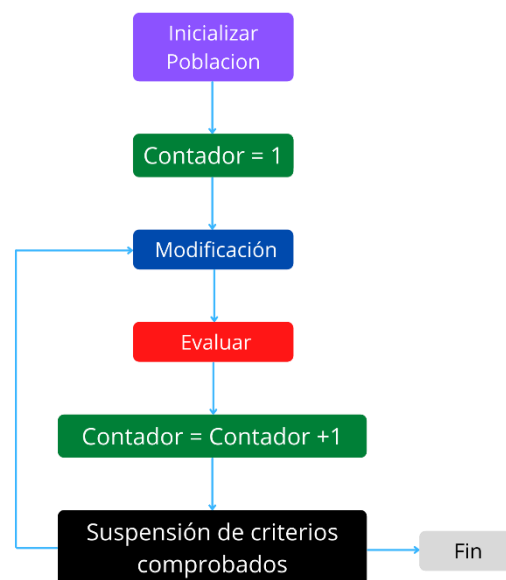 Inicializar
Poblacion
Contador = 1
Modificación
Evaluar
Contador = Contador +1
Suspensión de criterios
comprobados
Fin